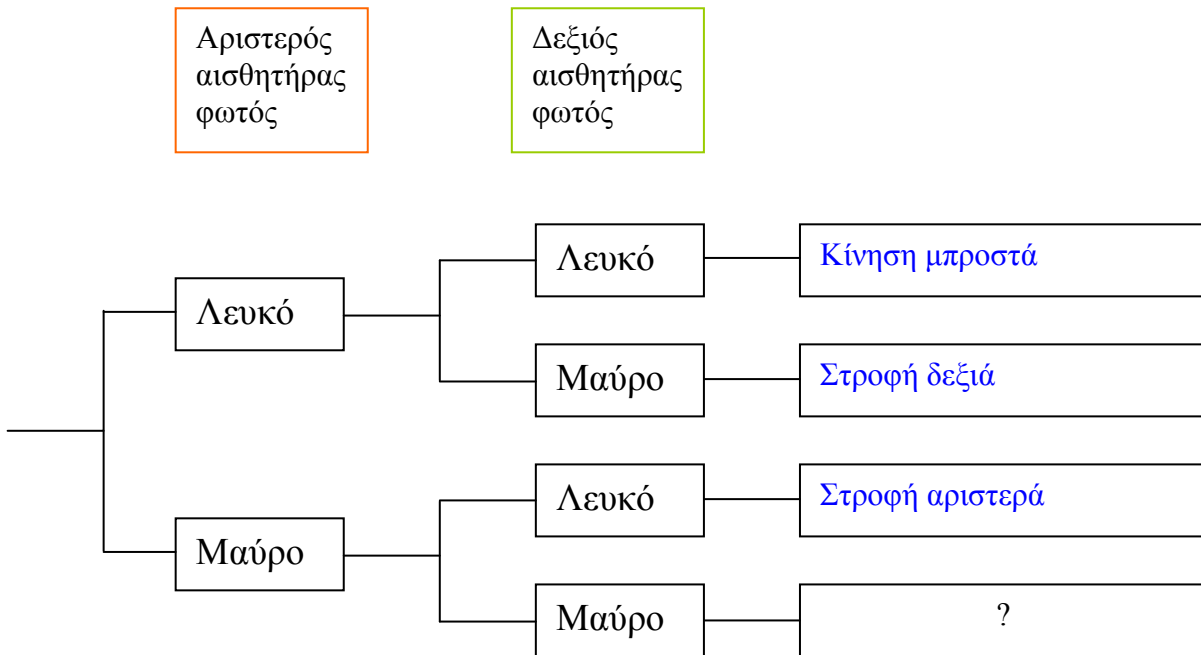 Αριστερός
αισθητήρας
φωτός
Δεξιός
αισθητήρας
φωτός
Λευκό
Λευκό
Κίνηση μπροστά
Μαύρο
Στροφή δεξιά
Μαύρο
Λευκό
Στροφή αριστερά
Μαύρο
?